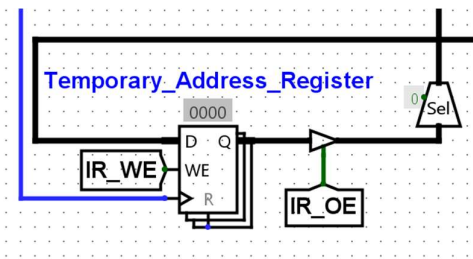 Temporary_Address_Register
0000
0
Sel
D Q
IR_WE
WE
R
IR_OE